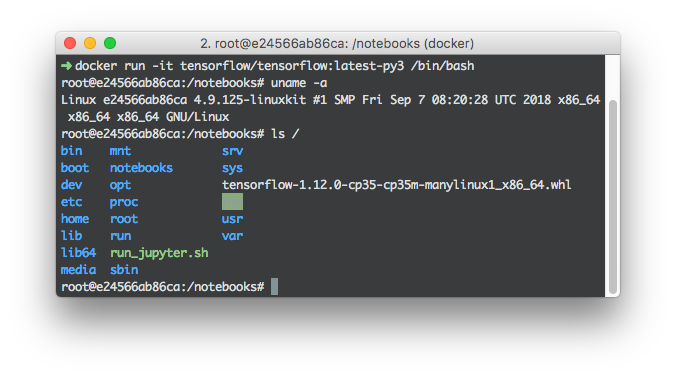 2. root@e24566ab86ca: /notebooks (docker)
➜ docker run -it tensorflow/tensorflow:latest-py3 /bin/bash
root@e24566ab86ca:/notebooks# uname -a
Linux e24566ab86ca 4.9.125-linuxkit #1 SMP Fri Sep 7 08:20:28 UTC 2018 x86_64
x86_64 x86_64 GNU/Linux
root@e24566ab86ca:/notebooks# ls /
bin mnt srv
boot notebooks sys
dev opt tensorflow-1.12.0-cp35-cp35m-manylinux1_x86_64.whl
etc proc
home root usr
lib run var
lib64 run_jupyter.sh
media sbin
root@e24566ab86ca:/notebooks#